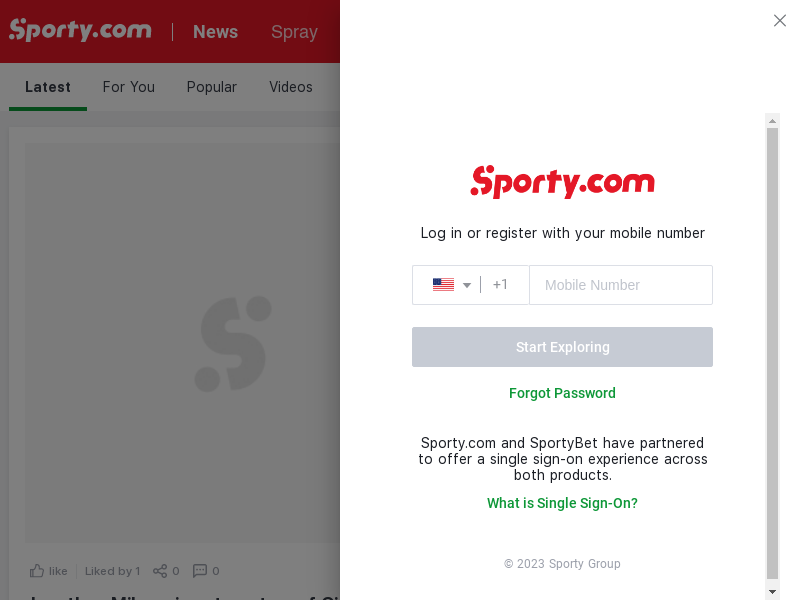 Sporty.com
News
Spray
Latest
For You
Popular
Videos
like
Liked by 1
0
0
Sporty.com
Log in or register with your mobile number
+1
Mobile Number
Start Exploring
Forgot Password
Sporty.com and SportyBet have partnered
to offer a single sign-on experience across
both products.
What is Single Sign-On?
© 2023 Sporty Group